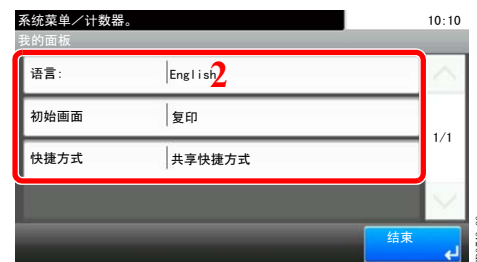 系统菜单／计数器。 10:10
我的面板
语言: English 2
初始画面 复印
1/1
快捷方式 共享快捷方式
结束